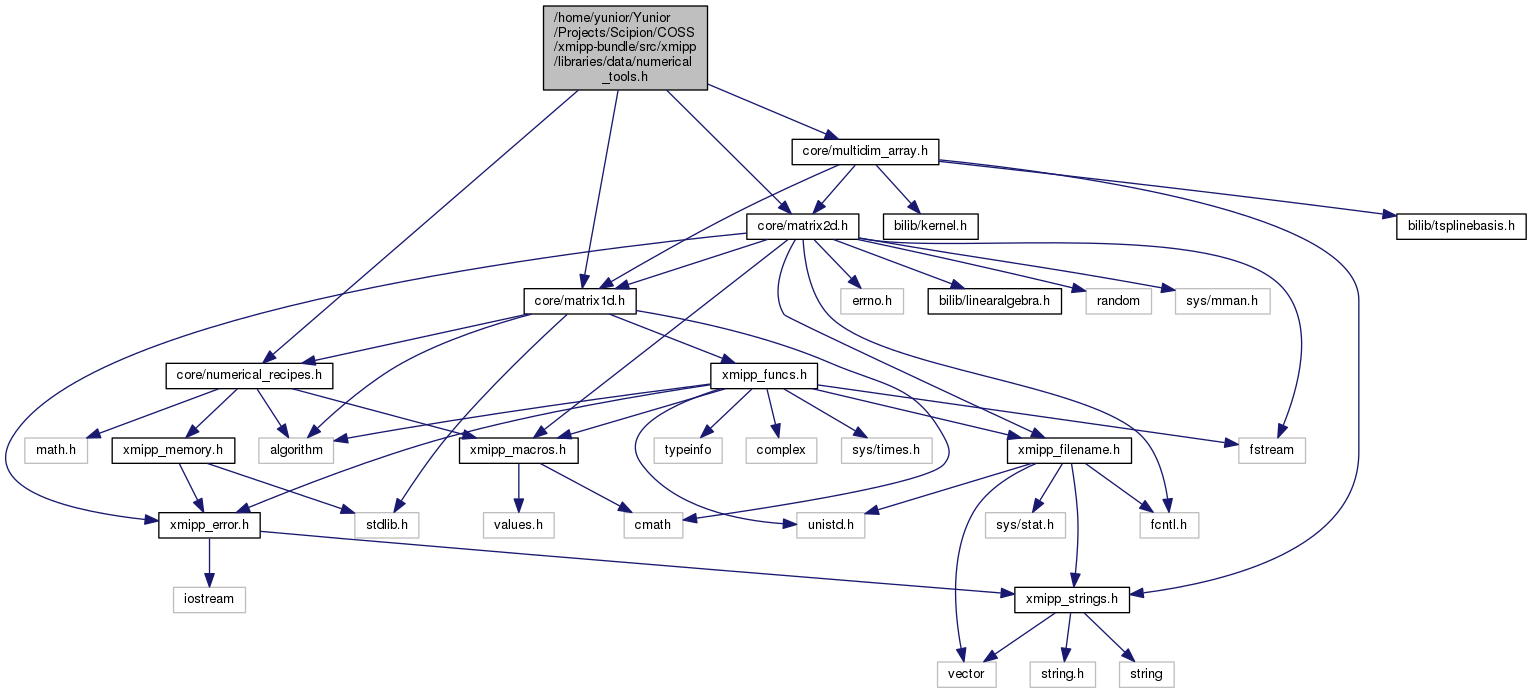 /home/yunior/Yunior
/Projects/Scipion/COSS
/xmipp-bundle/src/xmipp
/libraries/data/numerical
_tools.h
core/multidim_array.h
core/matrix2d.h
bilib/kernel.h
bilib/tsplinebasis.h
core/matrix1d.h
errno.h
bilib/linearalgebra.h
random
sys/mman.h
core/numerical_recipes.h
xmipp_funcs.h
math.h
xmipp_memory.h
algorithm
xmipp_macros.h
typeinfo
complex
sys/times.h
xmipp_filename.h
fstream
xmipp_error.h
stdlib.h
values.h
cmath
unistd.h
sys/stat.h
fcntl.h
iostream
xmipp_strings.h
vector
string.h
string